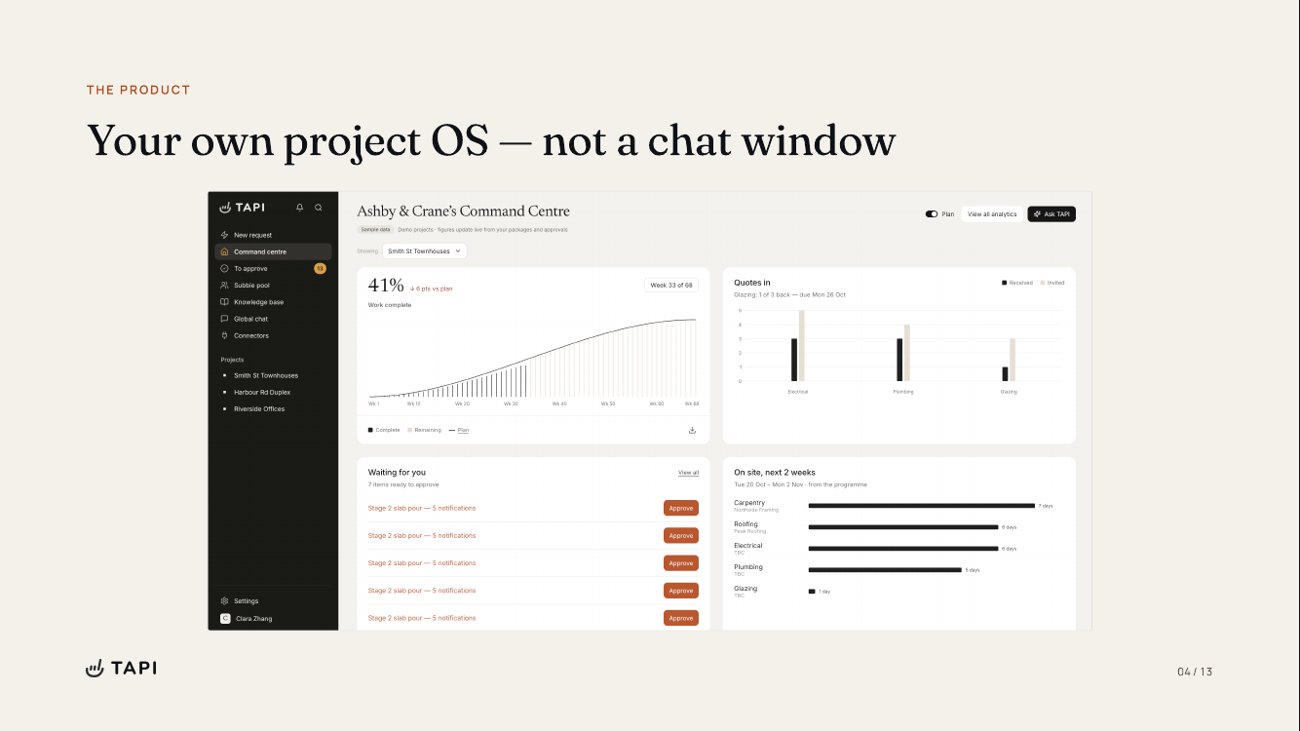 THE PRODUCT
Your own project OS — not a chat window
TAPI
New request
Command centre
To approve 13
Subbie pool
Knowledge base
Global chat
Connectors
Projects
Smith St Townhouses
Harbour Rd Duplex
Riverside Offices
Settings
C Clara Zhang
Ashby & Crane's Command Centre
Plan View all analytics Ask TAPI
Sample data Demo projects · figures update live from your packages and approvals
Showing Smith St Townhouses
41% ↓ 6 pts vs plan Week 33 of 68
Work complete
Wk 1 Wk 10 Wk 20 Wk 30 Wk 40 Wk 50 Wk 60 Wk 68
Complete Remaining Plan
Quotes in Received Invited
Glazing: 1 of 3 back — due Mon 26 Oct
5
4
3
2
1
0
Electrical Plumbing Glazing
Waiting for you View all
7 items ready to approve
Stage 2 slab pour — 5 notifications Approve
Stage 2 slab pour — 5 notifications Approve
Stage 2 slab pour — 5 notifications Approve
Stage 2 slab pour — 5 notifications Approve
Stage 2 slab pour — 5 notifications Approve
On site, next 2 weeks
Tue 20 Oct – Mon 2 Nov · from the programme
Carpentry 7 days
Northside Framing
Roofing 6 days
Peak Roofing
Electrical 6 days
TBC
Plumbing 5 days
TBC
Glazing 1 day
TBC
TAPI
04 / 13